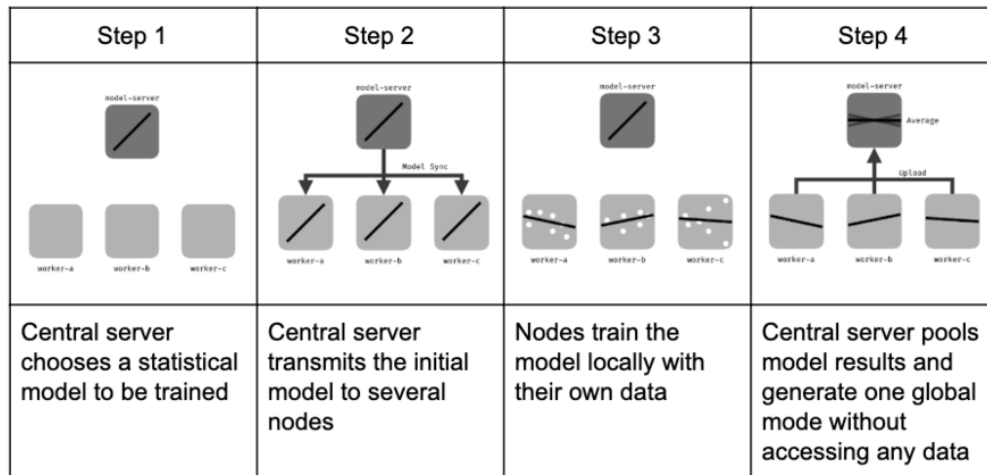 Step 1
Step 2
Step 3
Step 4
model-server
worker-a
worker-b
worker-c
model-server
Model Sync
worker-a
worker-b
worker-c
model-server
worker-a
worker-b
worker-c
model-server
Average
Upload
worker-a
worker-b
worker-c
Central server
chooses a statistical
model to be trained
Central server
transmits the initial
model to several
nodes
Nodes train the
model locally with
their own data
Central server pools
model results and
generate one global
mode without
accessing any data